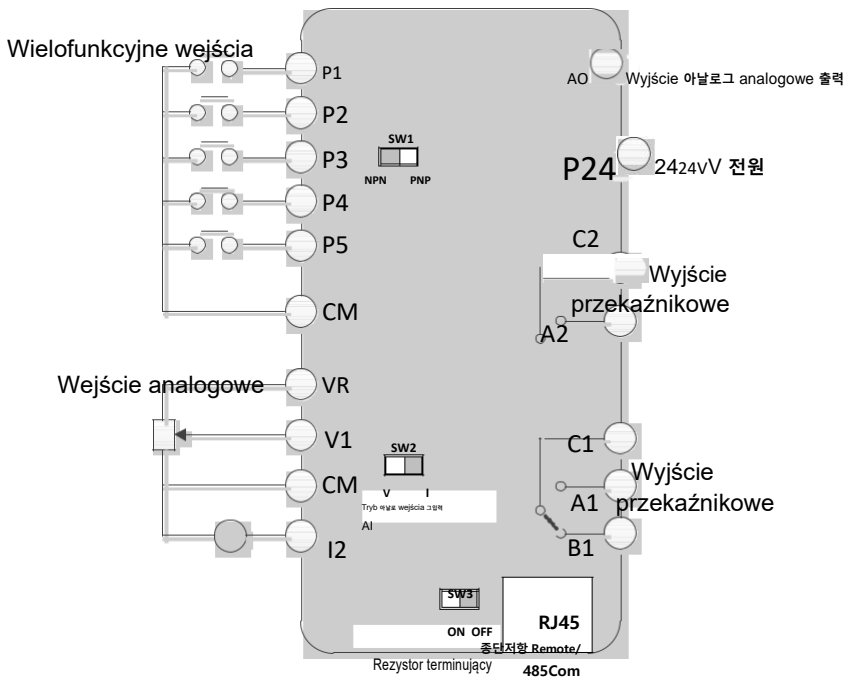 Wielofunkcyjne wejścia
P1
P2
P3
P4
P5
CM
SW1
NPN PNP
AO
Wyjście 아날로그 analogowe 출력
P24
2424VV 전원
C2
Wyjście
przekaźnikowe
A2
Wejście analogowe
VR
V1
CM
I2
SW2
V I
Tryb 아날로 wejścia 그입력
AI
C1
Wyjście
przekaźnikowe
A1
B1
SW3
ON OFF
RJ45
종단저항 Remote/
Rezystor terminujący
485Com